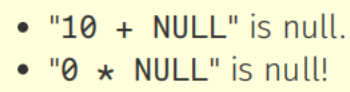 • "10 + NULL" is null.
• "0 * NULL" is null!